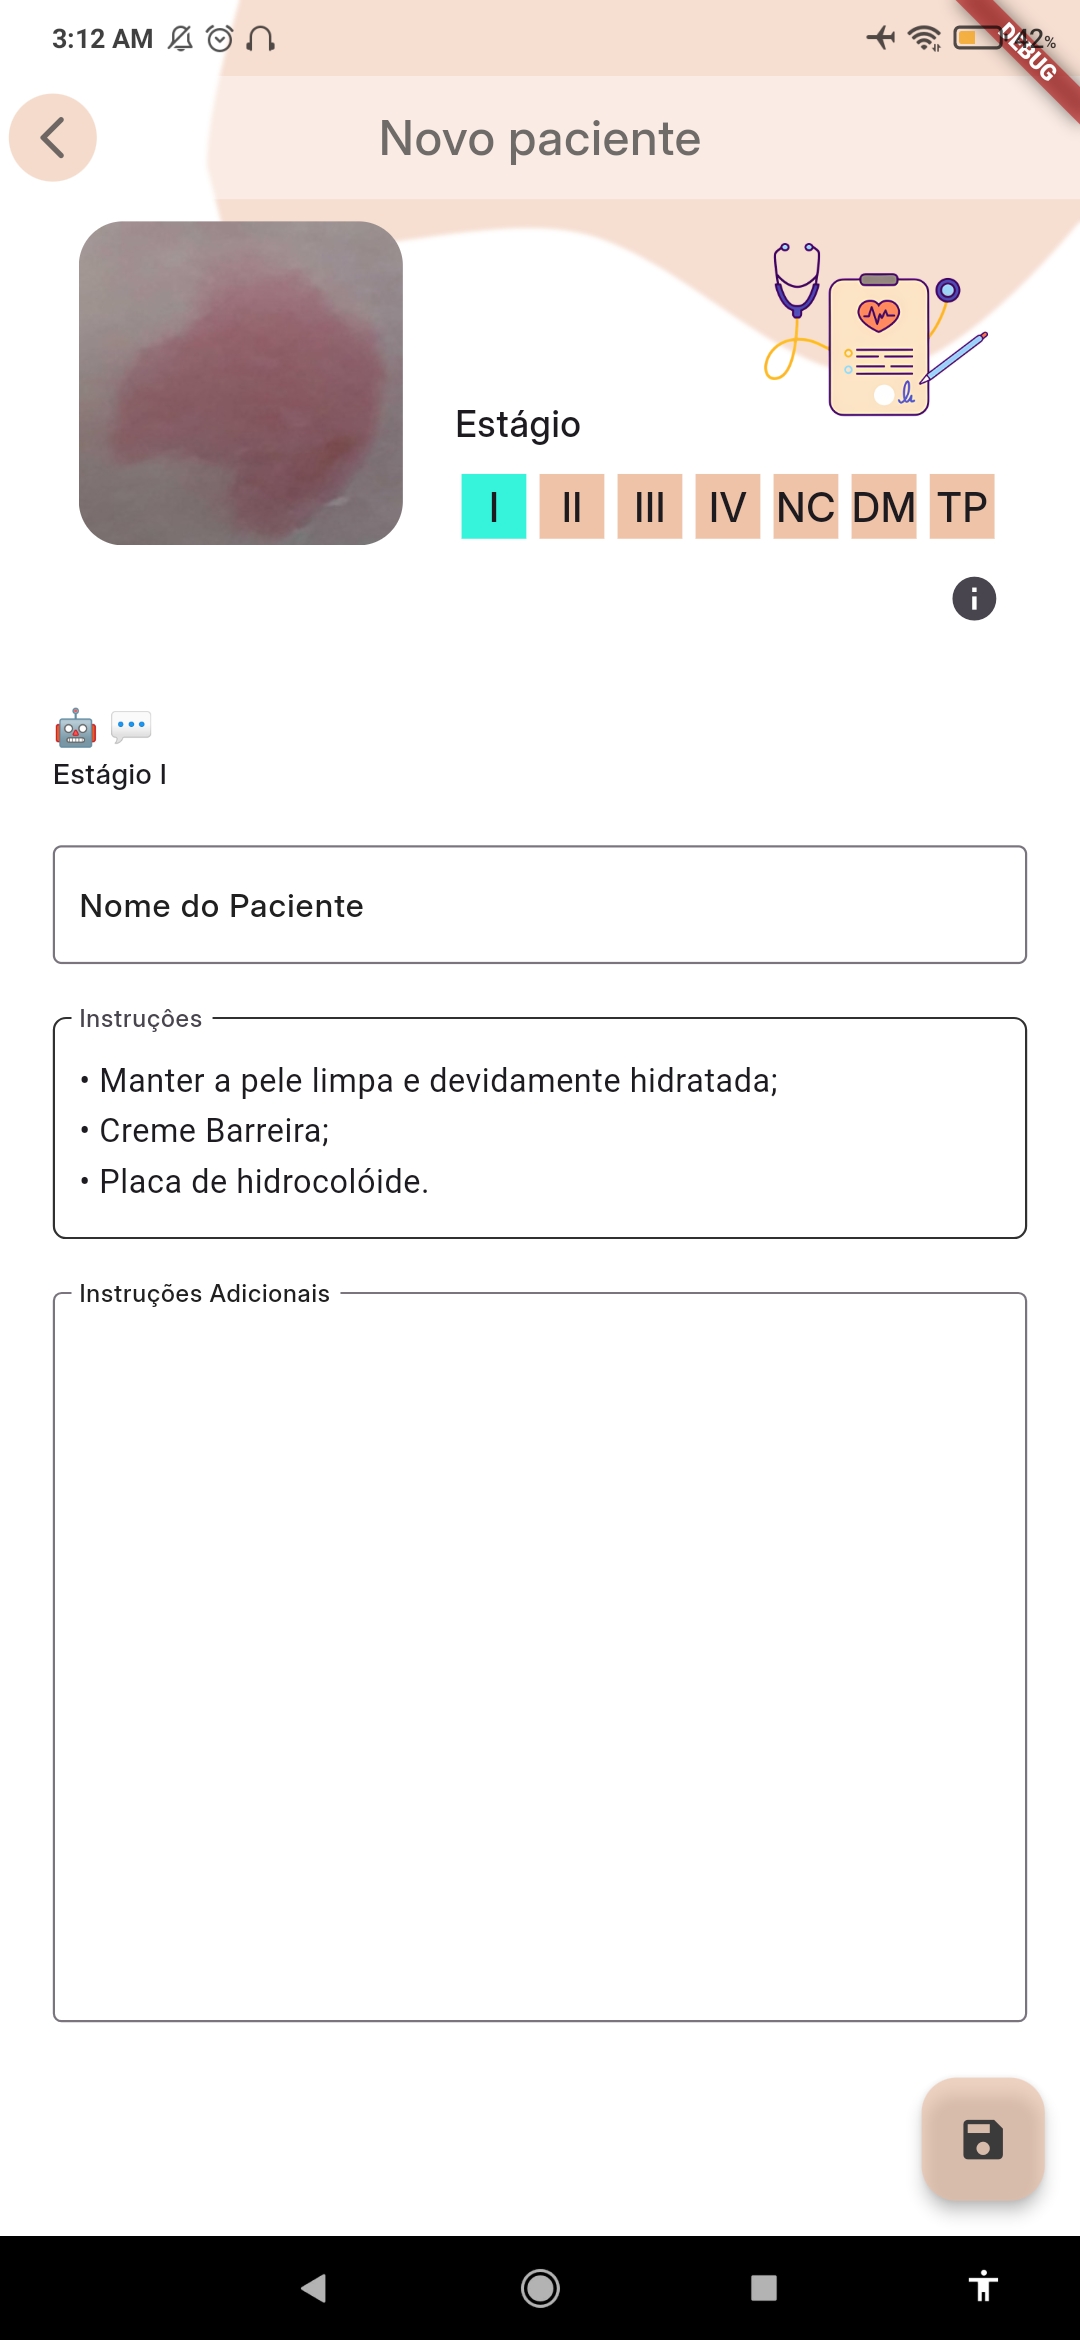 3:12 AM
42%
DEBUG
Novo paciente
Estágio
I II III IV NC DM TP
Estágio I
Nome do Paciente
Instruçôes
• Manter a pele limpa e devidamente hidratada;
• Creme Barreira;
• Placa de hidrocolóide.
Instruções Adicionais